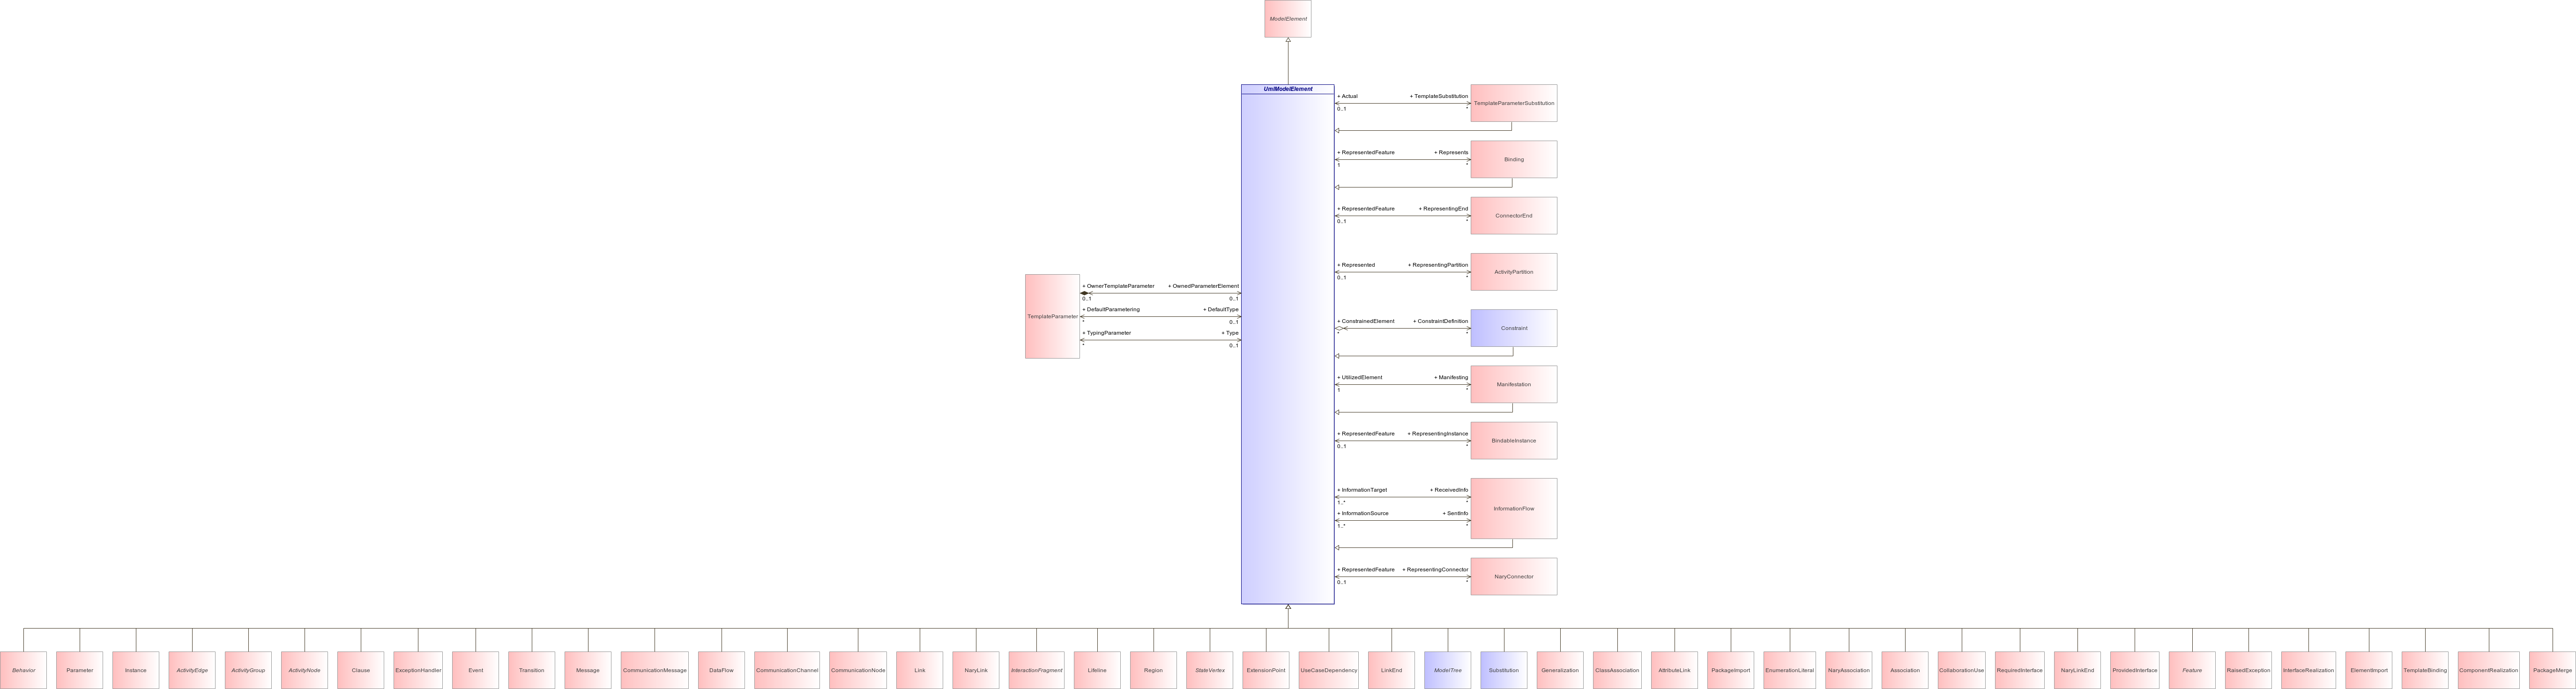 ModelElement
UmlModelElement
+ Actual
+ TemplateSubstitution
0..1
*
TemplateParameterSubstitution
+ RepresentedFeature
+ Represents
1
*
Binding
+ RepresentedFeature
+ RepresentingEnd
0..1
*
ConnectorEnd
+ Represented
+ RepresentingPartition
0..1
*
ActivityPartition
+ OwnerTemplateParameter
+ OwnedParameterElement
0..1
0..1
+ DefaultParametering
+ DefaultType
*
0..1
+ TypingParameter
+ Type
*
0..1
TemplateParameter
+ ConstrainedElement
+ ConstraintDefinition
*
*
Constraint
+ UtilizedElement
+ Manifesting
1
*
Manifestation
+ RepresentedFeature
+ RepresentingInstance
0..1
*
BindableInstance
+ InformationTarget
+ ReceivedInfo
1..*
*
+ InformationSource
+ SentInfo
1..*
*
InformationFlow
+ RepresentedFeature
+ RepresentingConnector
0..1
*
NaryConnector
Behavior
Parameter
Instance
ActivityEdge
ActivityGroup
ActivityNode
Clause
ExceptionHandler
Event
Transition
Message
CommunicationMessage
DataFlow
CommunicationChannel
CommunicationNode
Link
NaryLink
InteractionFragment
Lifeline
Region
StateVertex
ExtensionPoint
UseCaseDependency
LinkEnd
ModelTree
Substitution
Generalization
ClassAssociation
AttributeLink
PackageImport
EnumerationLiteral
NaryAssociation
Association
CollaborationUse
RequiredInterface
NaryLinkEnd
ProvidedInterface
Feature
RaisedException
InterfaceRealization
ElementImport
TemplateBinding
ComponentRealization
PackageMerge